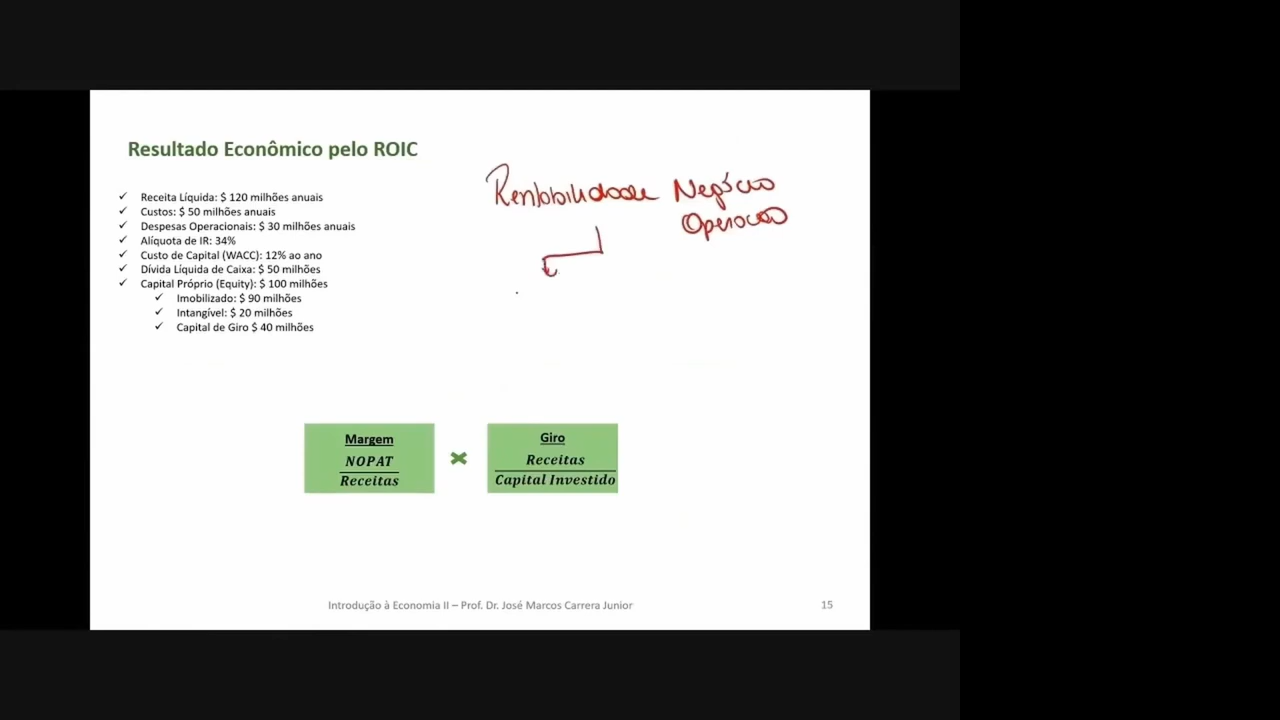 Resultado Econômico pelo ROIC
Rentabilidade Negócio
Operação
✓ Receita Líquida: $ 120 milhões anuais
✓ Custos: $ 50 milhões anuais
✓ Despesas Operacionais: $ 30 milhões anuais
✓ Alíquota de IR: 34%
✓ Custo de Capital (WACC): 12% ao ano
✓ Dívida Líquida de Caixa: $ 50 milhões
✓ Capital Próprio (Equity): $ 100 milhões
✓ Imobilizado: $ 90 milhões
✓ Intangível: $ 20 milhões
✓ Capital de Giro $ 40 milhões
Margem
NOPAT
Receitas
×
Giro
Receitas
Capital Investido
Introdução à Economia II – Prof. Dr. José Marcos Carrera Junior
15